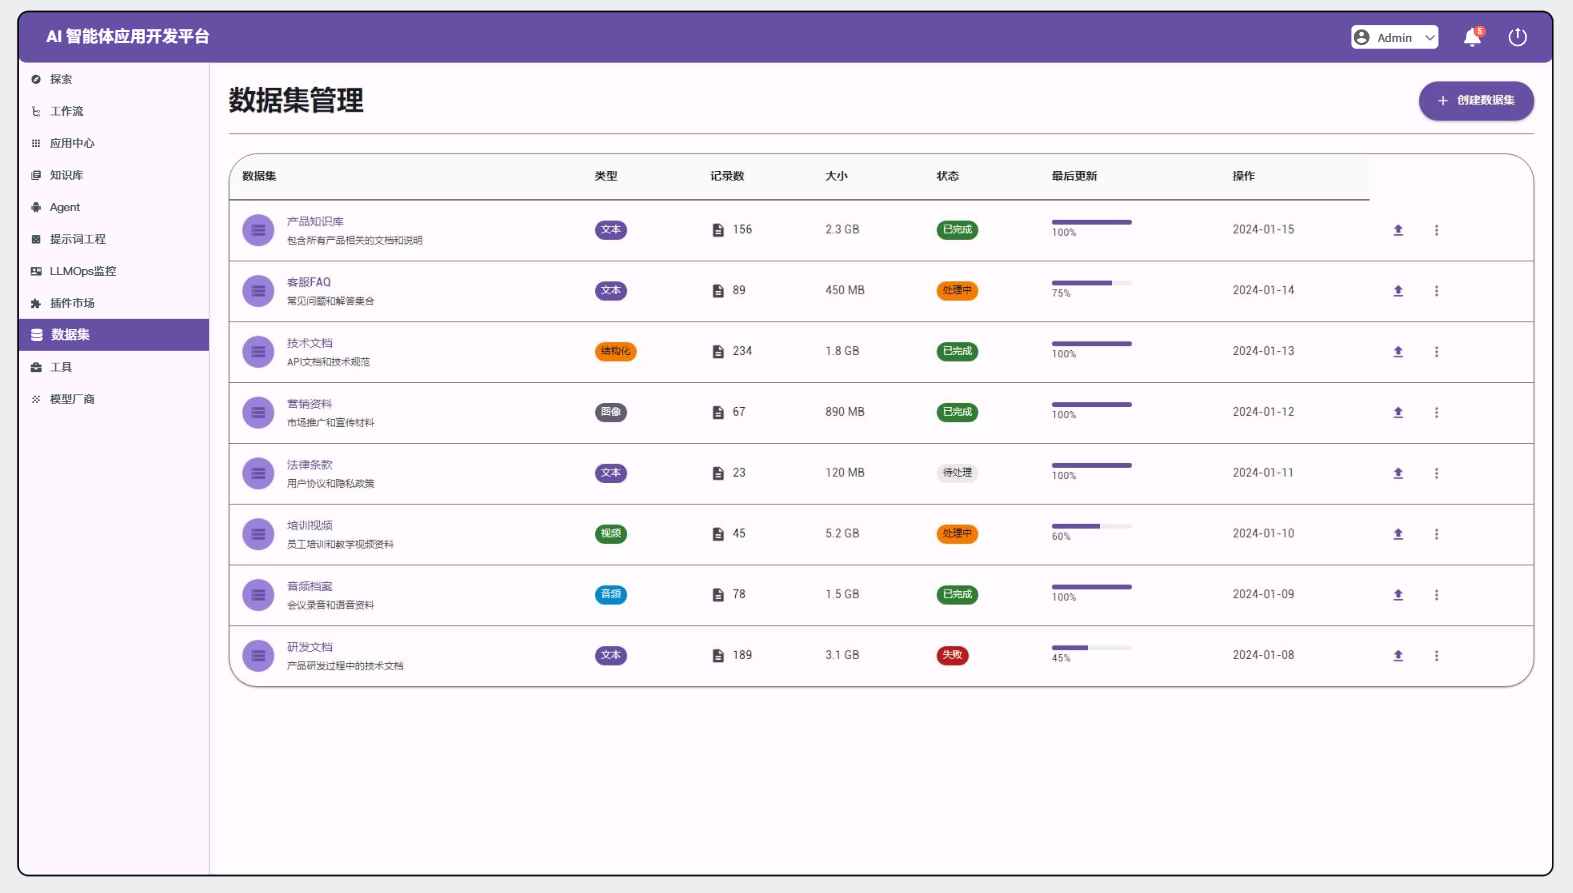 AI 智能体应用开发平台
Admin
5
探索
工作流
应用中心
知识库
Agent
提示词工程
LLMOps监控
插件市场
数据集
工具
模型厂商
数据集管理
创建数据集
数据集 类型 记录数 大小 状态 最后更新 操作
产品知识库
包含所有产品相关的文档和说明
文本 156 2.3 GB 已完成 100% 2024-01-15
客服FAQ
常见问题和解答集合
文本 89 450 MB 处理中 75% 2024-01-14
技术文档
API文档和技术规范
结构化 234 1.8 GB 已完成 100% 2024-01-13
营销资料
市场推广和宣传材料
图像 67 890 MB 已完成 100% 2024-01-12
法律条款
用户协议和隐私政策
文本 23 120 MB 待处理 100% 2024-01-11
培训视频
员工培训和教学视频资料
视频 45 5.2 GB 处理中 60% 2024-01-10
音频档案
会议录音和语音资料
音频 78 1.5 GB 已完成 100% 2024-01-09
研发文档
产品研发过程中的技术文档
文本 189 3.1 GB 失败 45% 2024-01-08